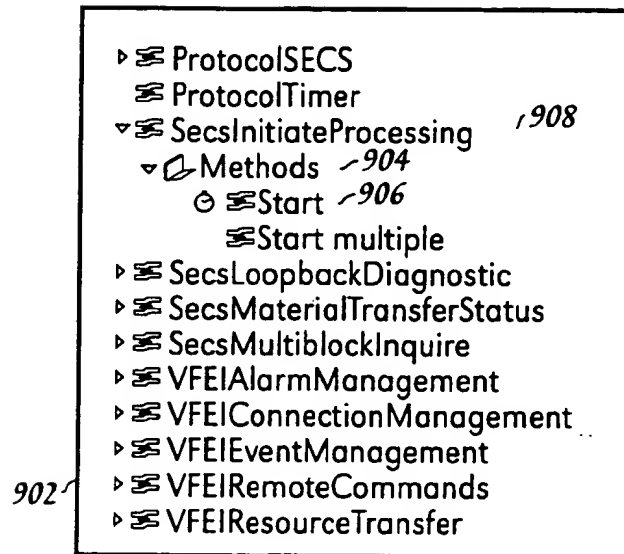 ProtocolSECS
ProtocolTimer
SecsInitiateProcessing 908
Methods 904
Start 906
Start multiple
SecsLoopbackDiagnostic
SecsMaterialTransferStatus
SecsMultiblockInquire
VFEIAlarmManagement
VFEIConnectionManagement
VFEIEventManagement
902 VFEIRemoteCommands
VFEIResourceTransfer